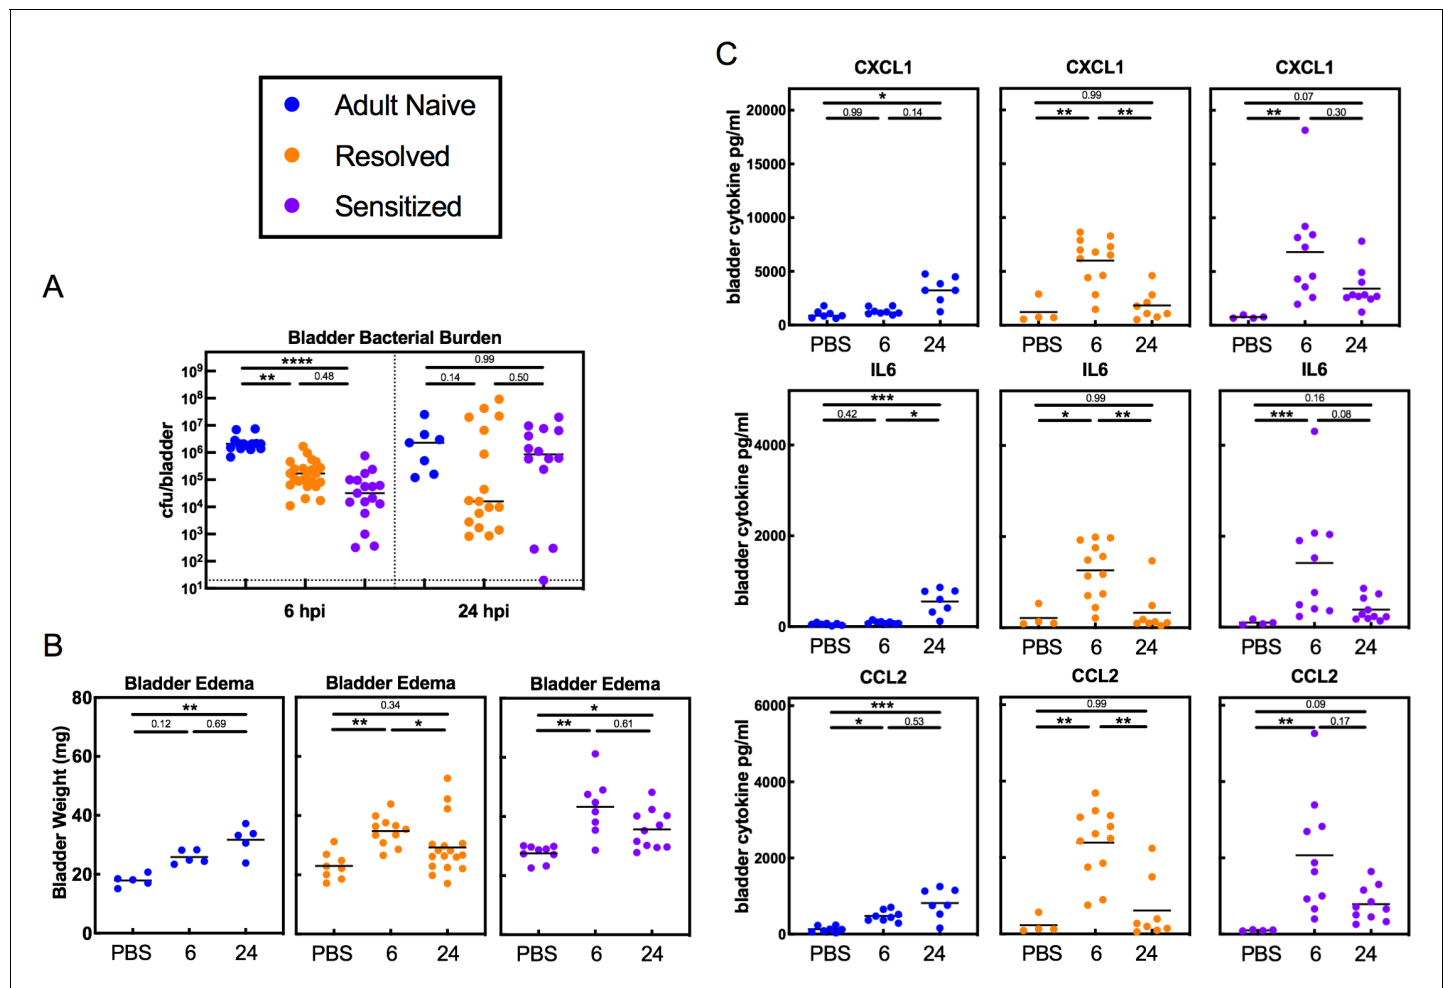 Adult Naive
Resolved
Sensitized
A
Bladder Bacterial Burden
cfu/bladder
10⁹
10⁸
10⁷
10⁶
10⁵
10⁴
10³
10²
10¹
****
** 0.48
0.99
0.14 0.50
6 hpi 24 hpi
B
Bladder Edema Bladder Edema Bladder Edema
Bladder Weight (mg)
80
60
40
20
0
**
0.12 0.69
0.34
** *
*
** 0.61
PBS 6 24 PBS 6 24 PBS 6 24
C
CXCL1 CXCL1 CXCL1
bladder cytokine pg/ml
20000
15000
10000
5000
0
*
0.99 0.14
0.99
** **
0.07
** 0.30
PBS 6 24 PBS 6 24 PBS 6 24
IL6 IL6 IL6
bladder cytokine pg/ml
4000
2000
0
***
0.42 *
0.99
* **
0.16
*** 0.08
PBS 6 24 PBS 6 24 PBS 6 24
CCL2 CCL2 CCL2
bladder cytokine pg/ml
6000
4000
2000
0
***
* 0.53
0.99
** **
0.09
** 0.17
PBS 6 24 PBS 6 24 PBS 6 24